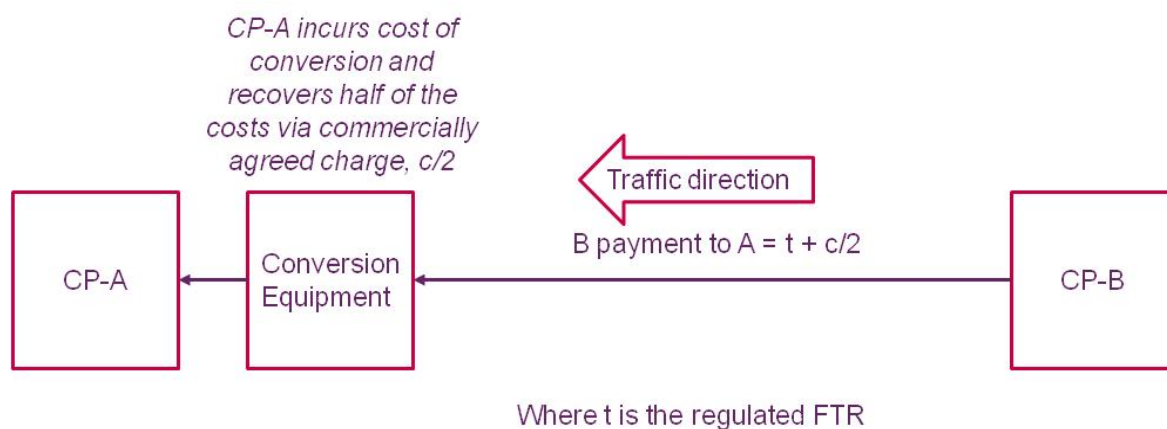 CP-A incurs cost of
conversion and
recovers half of the
costs via commercially
agreed charge, c/2
Traffic direction
B payment to A = t + c/2
CP-A
Conversion
Equipment
CP-B
Where t is the regulated FTR